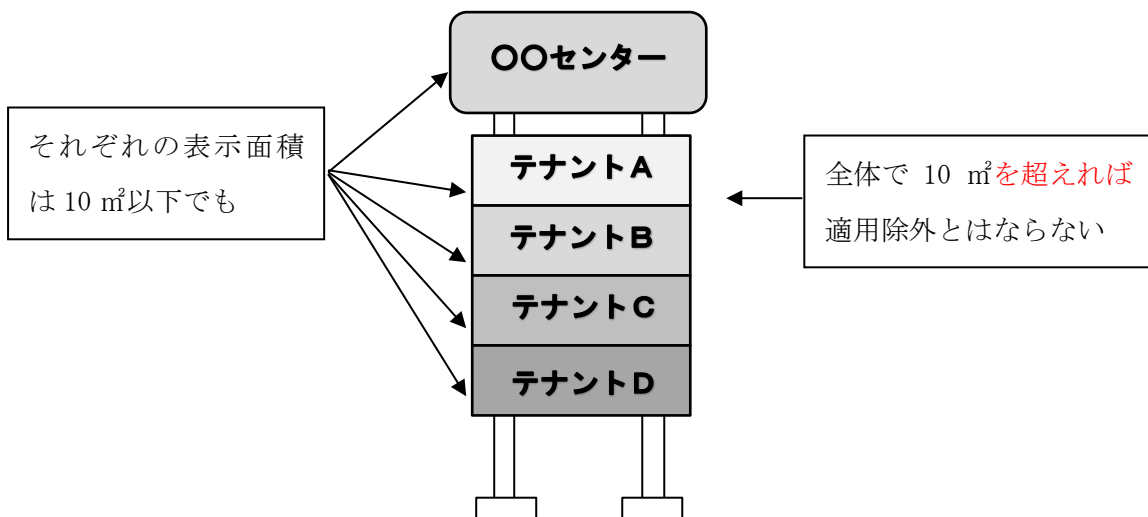 〇〇センター
それぞれの表示面積
は 10 ㎡以下でも
テナントA
テナントB
テナントC
テナントD
全体で 10 ㎡を超えれば
適用除外とはならない